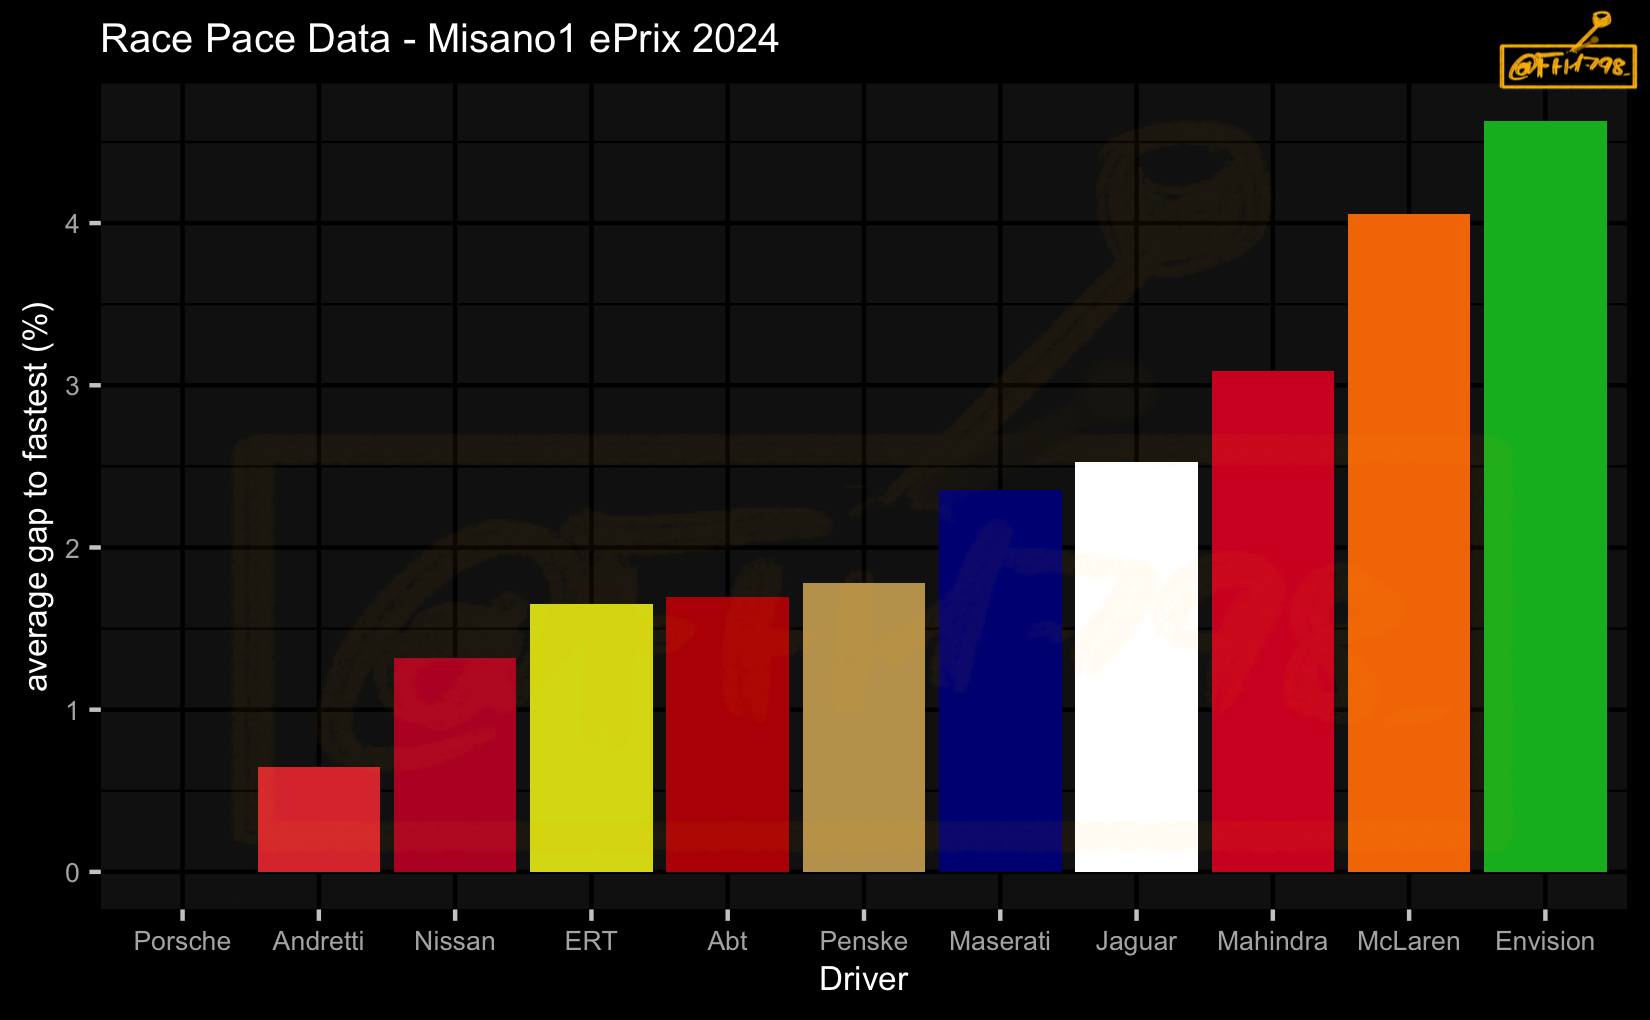 Race Pace Data - Misano1 ePrix 2024
@FFH798_
average gap to fastest (%)
4
3
2
1
0
Porsche Andretti Nissan ERT Abt Penske Maserati Jaguar Mahindra McLaren Envision
Driver